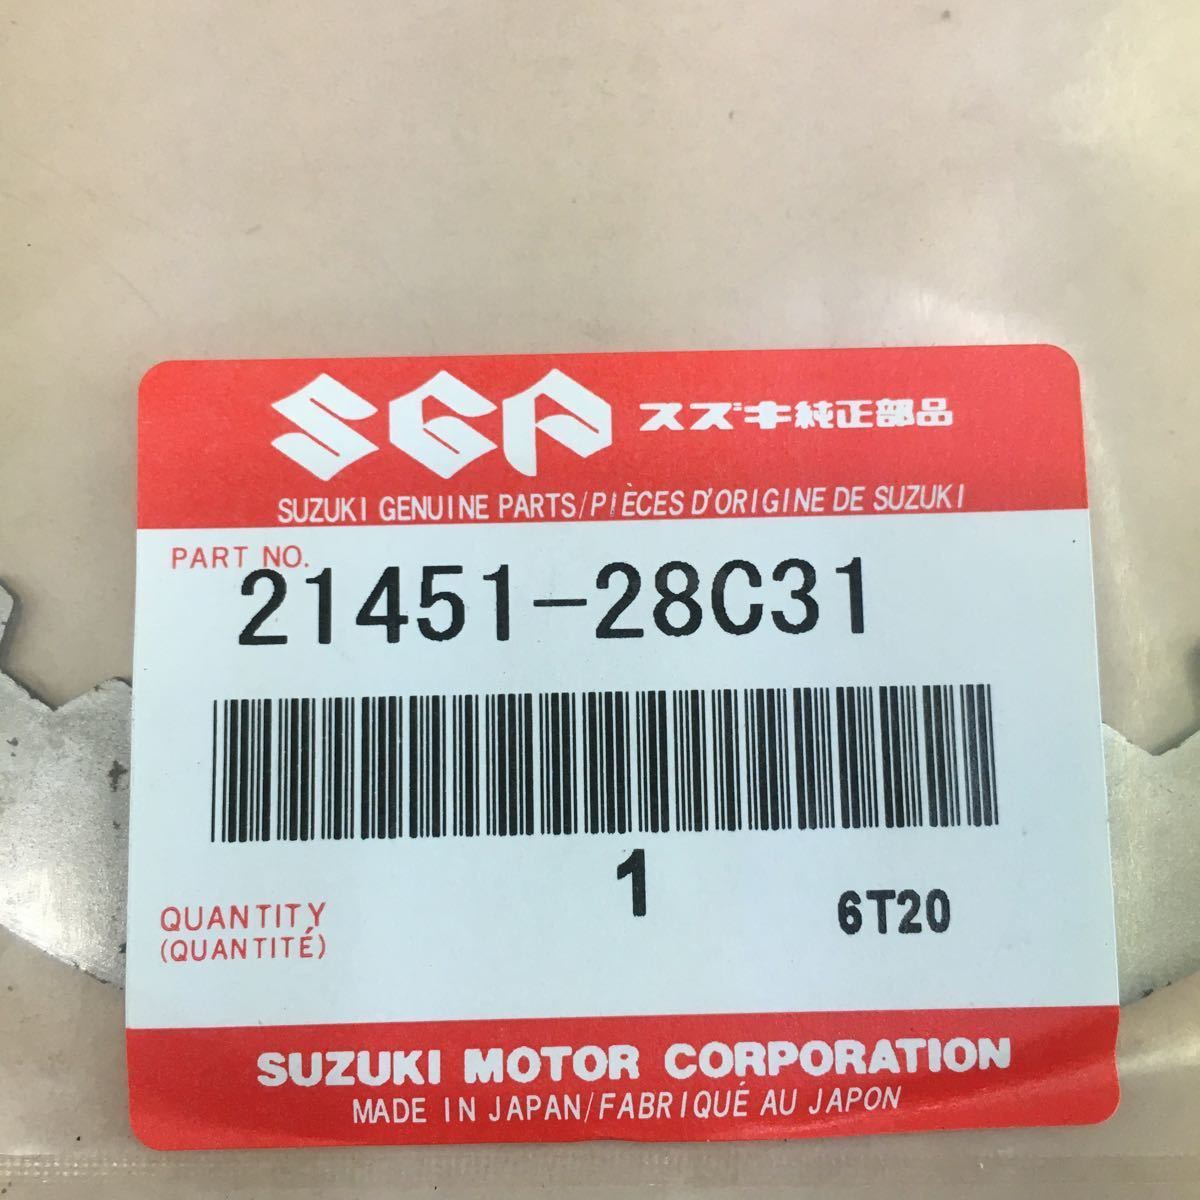 SGP スズキ純正部品
SUZUKI GENUINE PARTS/PIÈCES D'ORIGINE DE SUZUKI
PART NO.
21451-28C31
1
6T20
QUANTITY
(QUANTITÉ)
SUZUKI MOTOR CORPORATION
MADE IN JAPAN/FABRIQUÉ AU JAPON